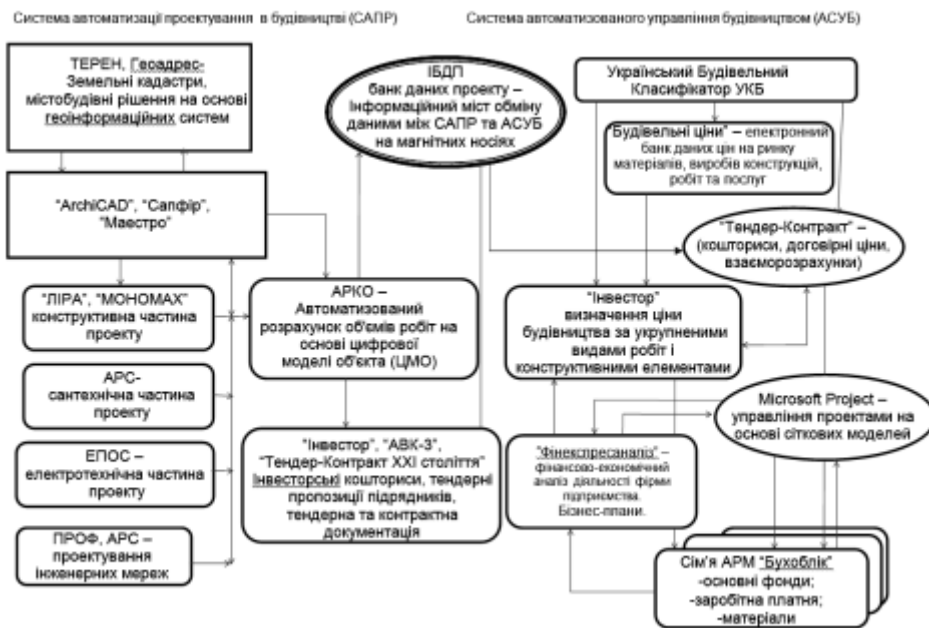 Система автоматизації проектування в будівництві (САПР)
Система автоматизованого управління будівництвом (АСУБ)
ТЕРЕН, Геоадрес-
Земельні кадастри,
містобудівні рішення на основі
геоінформаційних систем
ІБДП
банк даних проекту –
Інформаційний міст обміну
даними між САПР та АСУБ
на магнітних носіях
Український Будівельний
Класифікатор УКБ
Будівельні ціни" – електронний
банк даних цін на ринку
матеріалів, виробів конструкцій,
робіт та послуг
"ArchiCAD", "Сапфір",
"Маестро"
"Тендер-Контракт" –
(кошториси, договірні ціни,
взаєморозрахунки)
"ЛІРА", "МОНОМАХ"
конструктивна частина
проекту
АРКО –
Автоматизований
розрахунок об'ємів робіт на
основі цифрової
моделі об'єкта (ЦМО)
"Інвестор"
визначення ціни
будівництва за укрупненими
видами робіт і
конструктивними елементами
АРС-
сантехнічна частина
проекту
Microsoft Project –
управління проектами на
основі сіткових моделей
ЕПОС –
електротехнічна частина
проекту
"Інвестор", "АВК-3",
"Тендер-Контракт XXI століття"
Інвесторські кошториси, тендерні
пропозиції підрядників,
тендерна та контрактна
документація
"Фінекспресаналіз" –
фінансово-економічний
аналіз діяльності фірми
підприємства.
Бізнес-плани.
ПРОФ, АРС –
проектування
інженерних мереж
Сім'я АРМ "Бухоблік"
-основні фонди;
-заробітна платня;
-матеріали